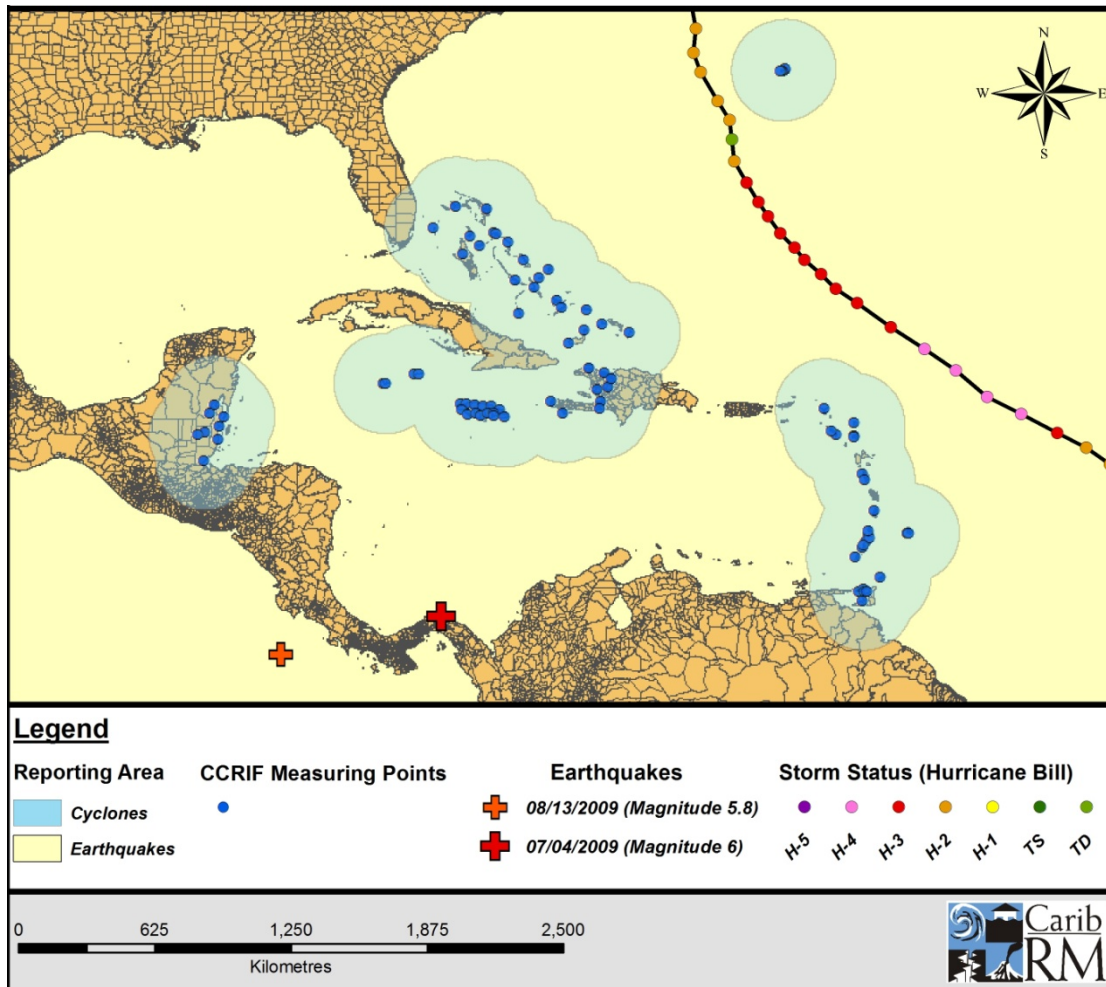 N
W E
S
Legend
Reporting Area
Cyclones
Earthquakes
CCRIF Measuring Points
Earthquakes
08/13/2009 (Magnitude 5.8)
07/04/2009 (Magnitude 6)
Storm Status (Hurricane Bill)
H-5 H-4 H-3 H-2 H-1 TS TD
0 625 1,250 1,875 2,500
Kilometres
Carib
RM